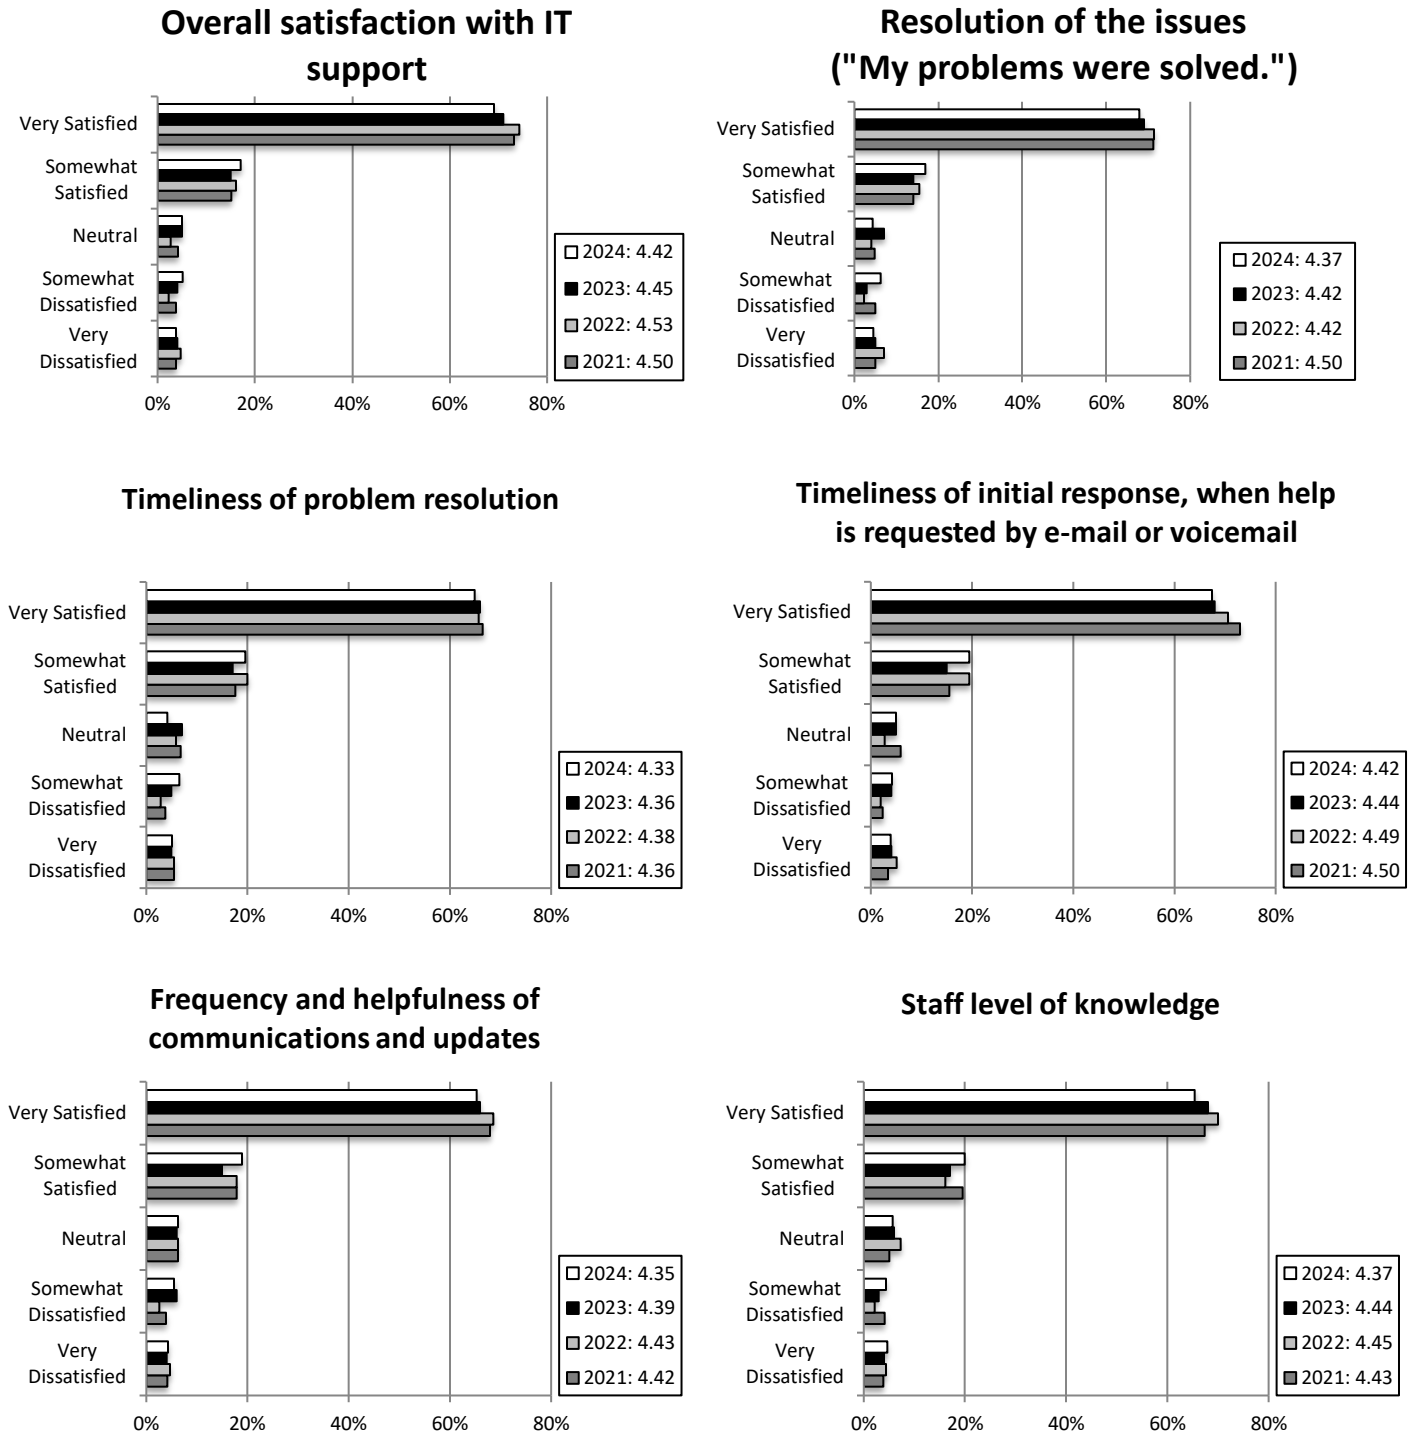 Overall satisfaction with IT
support
Very Satisfied
Somewhat
Satisfied
Neutral
Somewhat
Dissatisfied
Very
Dissatisfied
0%
20%
40%
60%
80%
2024: 4.42
2023: 4.45
2022: 4.53
2021: 4.50
Resolution of the issues
("My problems were solved.")
Very Satisfied
Somewhat
Satisfied
Neutral
Somewhat
Dissatisfied
Very
Dissatisfied
0%
20%
40%
60%
80%
2024: 4.37
2023: 4.42
2022: 4.42
2021: 4.50
Timeliness of problem resolution
Very Satisfied
Somewhat
Satisfied
Neutral
Somewhat
Dissatisfied
Very
Dissatisfied
0%
20%
40%
60%
80%
2024: 4.33
2023: 4.36
2022: 4.38
2021: 4.36
Timeliness of initial response, when help
is requested by e-mail or voicemail
Very Satisfied
Somewhat
Satisfied
Neutral
Somewhat
Dissatisfied
Very
Dissatisfied
0%
20%
40%
60%
80%
2024: 4.42
2023: 4.44
2022: 4.49
2021: 4.50
Frequency and helpfulness of
communications and updates
Very Satisfied
Somewhat
Satisfied
Neutral
Somewhat
Dissatisfied
Very
Dissatisfied
0%
20%
40%
60%
80%
2024: 4.35
2023: 4.39
2022: 4.43
2021: 4.42
Staff level of knowledge
Very Satisfied
Somewhat
Satisfied
Neutral
Somewhat
Dissatisfied
Very
Dissatisfied
0%
20%
40%
60%
80%
2024: 4.37
2023: 4.44
2022: 4.45
2021: 4.43